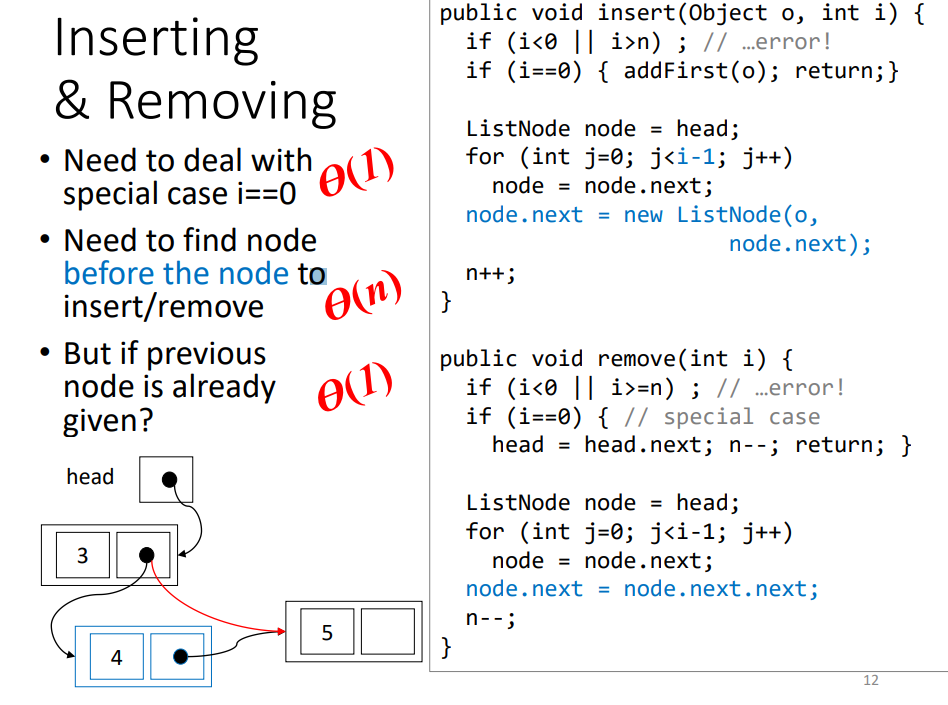 Inserting
& Removing
• Need to deal with
special case i==0
Θ(1)
• Need to find node
before the node to
insert/remove
Θ(n)
• But if previous
node is already
given?
Θ(1)
head
3
4
5
public void insert(Object o, int i) {
  if (i<0 || i>n) ; // …error!
  if (i==0) { addFirst(o); return;}

  ListNode node = head;
  for (int j=0; j<i-1; j++)
    node = node.next;
  node.next = new ListNode(o,
                      node.next);
  n++;
}

public void remove(int i) {
  if (i<0 || i>=n) ; // …error!
  if (i==0) { // special case
    head = head.next; n--; return; }

  ListNode node = head;
  for (int j=0; j<i-1; j++)
    node = node.next;
  node.next = node.next.next;
  n--;
}
12